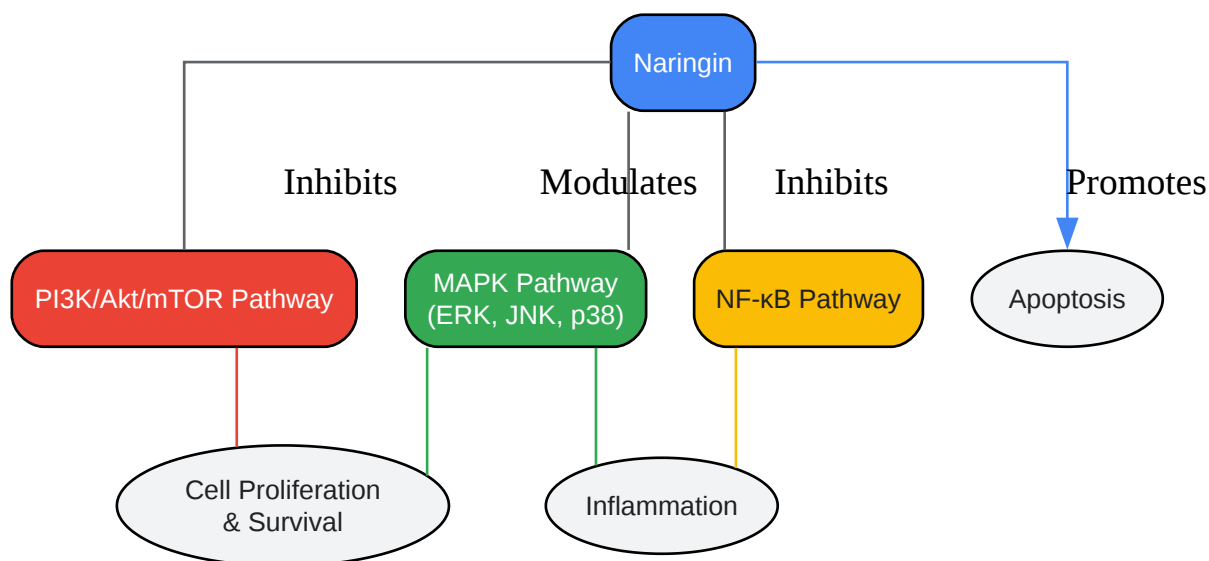 Naringin
Inhibits
Modulates
Inhibits
Promotes
PI3K/Akt/mTOR Pathway
MAPK Pathway
(ERK, JNK, p38)
NF-κB Pathway
Apoptosis
Cell Proliferation
& Survival
Inflammation